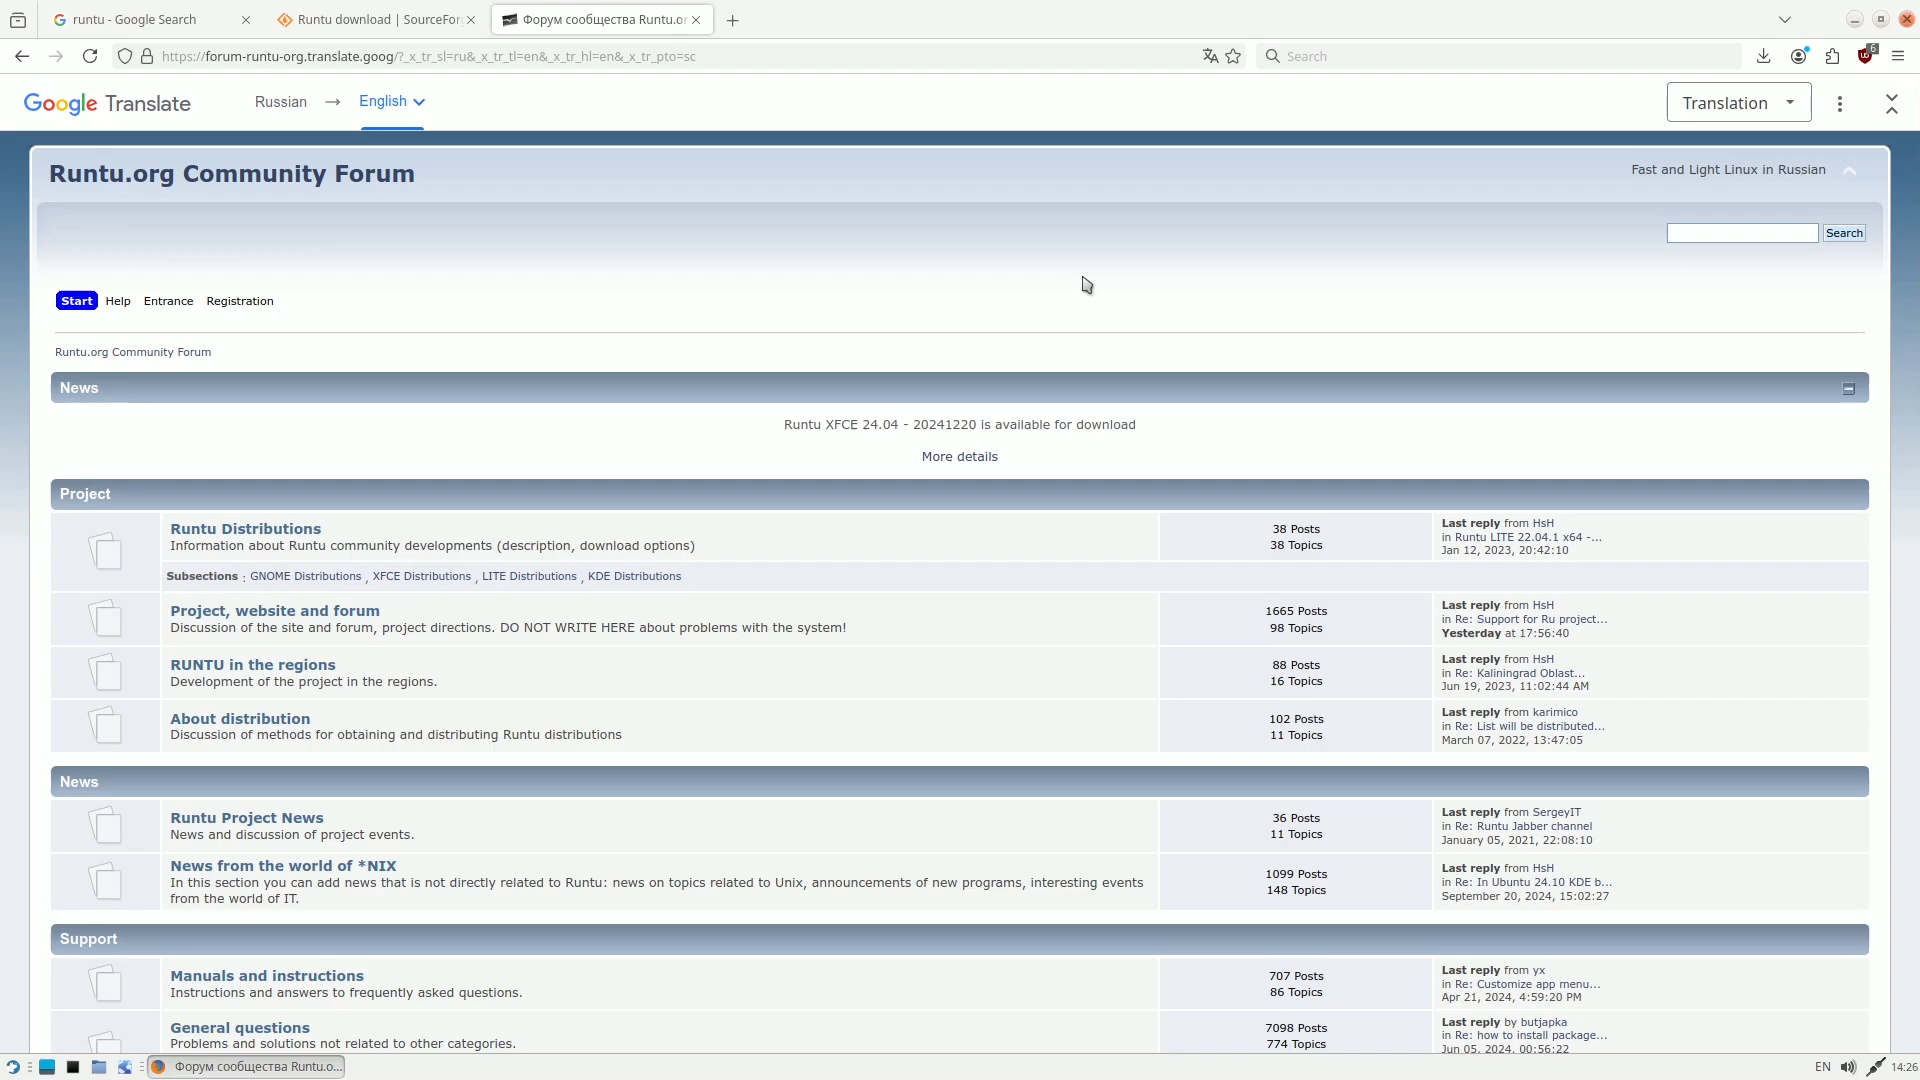 runtu - Google Search
Runtu download | SourceFor
Форум сообщества Runtu.or
https://forum-runtu-org.translate.goog/?_x_tr_sl=ru&_x_tr_tl=en&_x_tr_hl=en&_x_tr_pto=sc
Search
6
Google Translate
Russian → English
Translation
Runtu.org Community Forum
Fast and Light Linux in Russian
Search
Start Help Entrance Registration
Runtu.org Community Forum
News
Runtu XFCE 24.04 - 20241220 is available for download
More details
Project
Runtu Distributions
Information about Runtu community developments (description, download options)
38 Posts
38 Topics
Last reply from HsH
in Runtu LITE 22.04.1 x64 -...
Jan 12, 2023, 20:42:10
Subsections : GNOME Distributions , XFCE Distributions , LITE Distributions , KDE Distributions
Project, website and forum
Discussion of the site and forum, project directions. DO NOT WRITE HERE about problems with the system!
1665 Posts
98 Topics
Last reply from HsH
in Re: Support for Ru project...
Yesterday at 17:56:40
RUNTU in the regions
Development of the project in the regions.
88 Posts
16 Topics
Last reply from HsH
in Re: Kaliningrad Oblast...
Jun 19, 2023, 11:02:44 AM
About distribution
Discussion of methods for obtaining and distributing Runtu distributions
102 Posts
11 Topics
Last reply from karimico
in Re: List will be distributed...
March 07, 2022, 13:47:05
News
Runtu Project News
News and discussion of project events.
36 Posts
11 Topics
Last reply from SergeyIT
in Re: Runtu Jabber channel
January 05, 2021, 22:08:10
News from the world of *NIX
In this section you can add news that is not directly related to Runtu: news on topics related to Unix, announcements of new programs, interesting events
from the world of IT.
1099 Posts
148 Topics
Last reply from HsH
in Re: In Ubuntu 24.10 KDE b...
September 20, 2024, 15:02:27
Support
Manuals and instructions
Instructions and answers to frequently asked questions.
707 Posts
86 Topics
Last reply from yx
in Re: Customize app menu...
Apr 21, 2024, 4:59:20 PM
General questions
Problems and solutions not related to other categories.
7098 Posts
774 Topics
Last reply by butjapka
in Re: how to install package...
Jun 05, 2024, 00:56:22
Форум сообщества Runtu.o...
EN
14:26